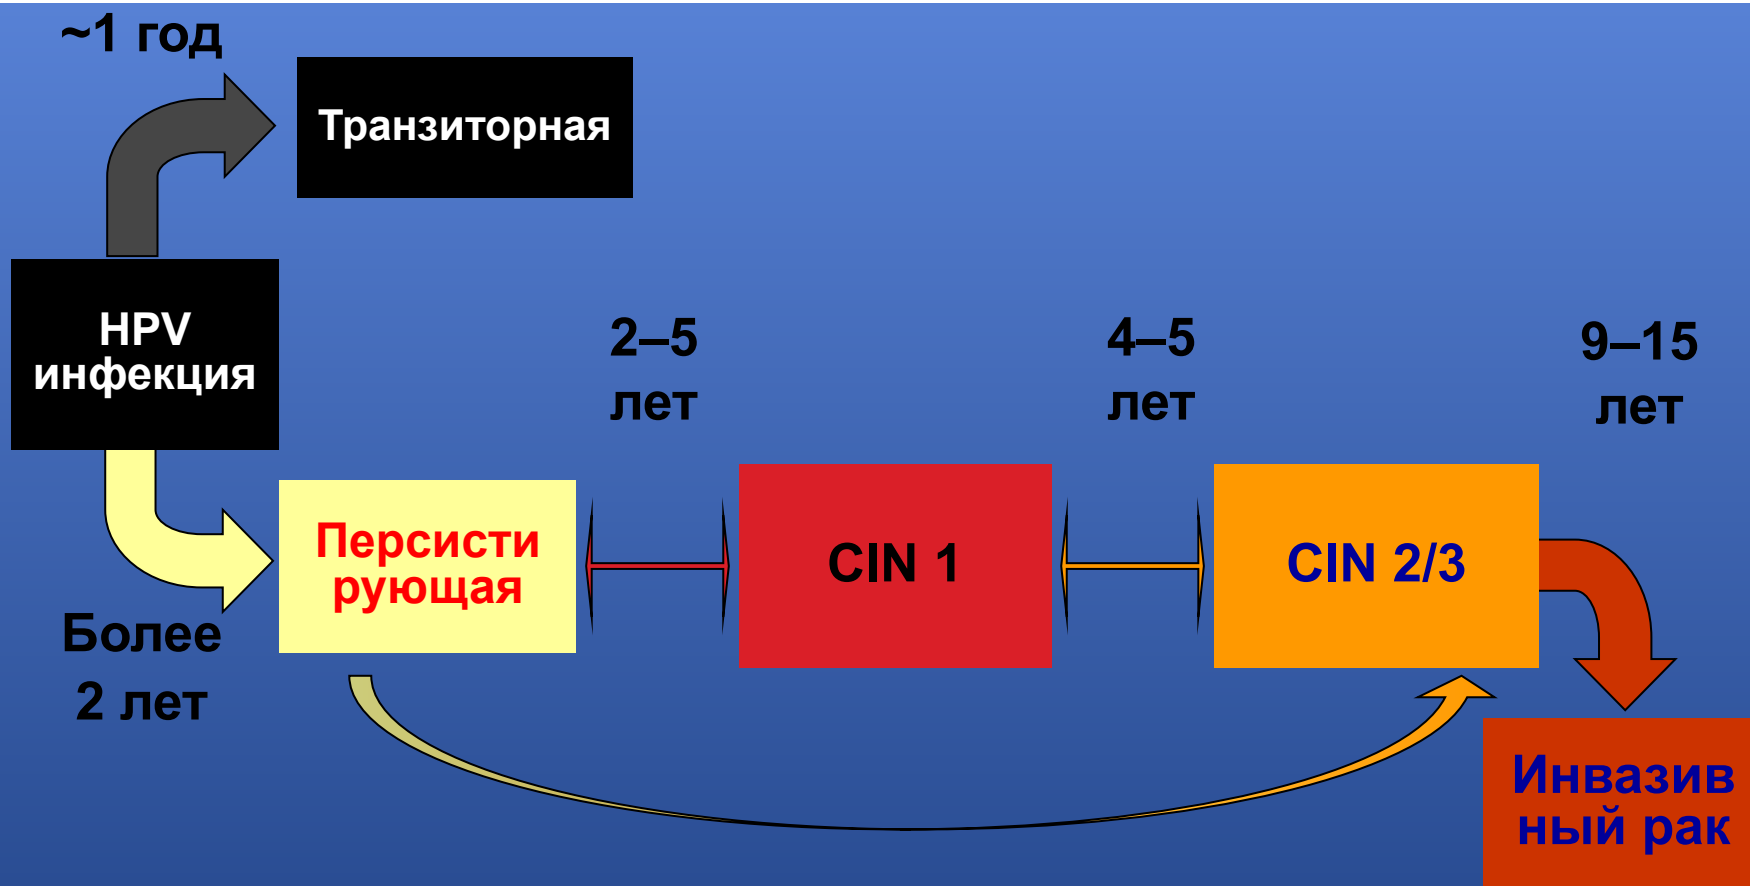 ~1 год
Транзиторная
HPV
инфекция
2–5
лет
4–5
лет
9–15
лет
Персисти
рующая
CIN 1
CIN 2/3
Более
2 лет
Инвазив
ный рак